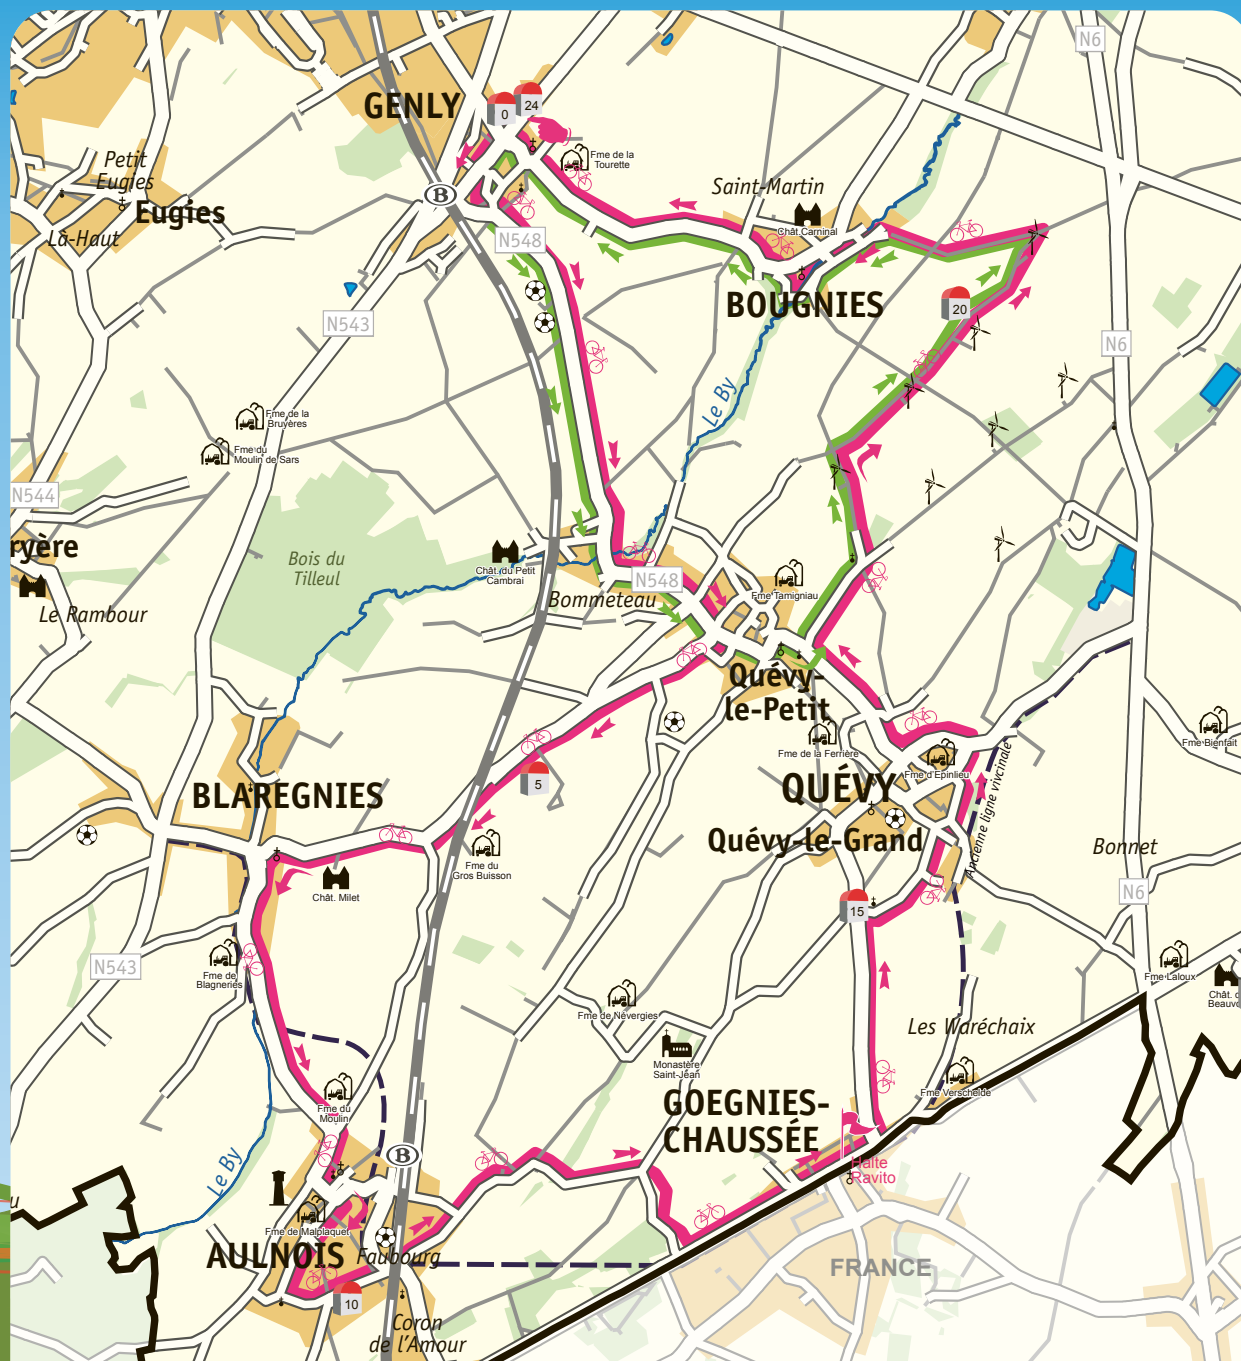 N6
GENLY
0
24
Fme de la
Tourette
Petit
Eugies
Eugies
Là-Haut
B
Saint-Martin
Chât.Carninal
N548
BOUGNIES
20
N543
N6
Le By
Fme de la
Bruyères
Fme du
Moulin de Sars
N544
ryère
Le Rambour
Bois du
Tilleul
Chât. du Petit
Cambrai
Bommeteau
N548
Fme Tamigniau
Quévy-
le-Petit
Fme de la Ferrière
Fme d'Epinlieu
Fme Bienfait
5
BLAREGNIES
QUÉVY
Quévy-le-Grand
Ancienne ligne vivcinale
Bonnet
N6
Fme du
Gros Buisson
Chât. Milet
15
N543
Fme de
Blagneries
Fme Laloux
Chât. d
Beauvo
Fme de Névergies
Les Waréchaix
Monastère
Saint-Jean
Fme Verschelde
GOEGNIES-
CHAUSSÉE
Fme du
Moulin
B
Halte
Ravito
Le By
u
Fme de Malplaquet
AULNOIS
Faubourg
FRANCE
10
Coron
de l'Amour